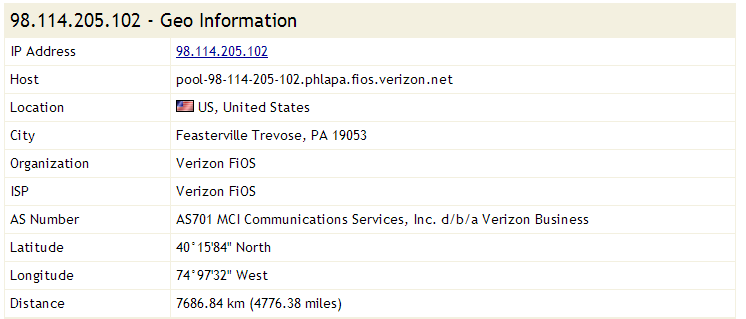 98.114.205.102 - Geo Information
IP Address 98.114.205.102
Host pool-98-114-205-102.phlapa.fios.verizon.net
Location US, United States
City Feasterville Trevose, PA 19053
Organization Verizon FiOS
ISP Verizon FiOS
AS Number AS701 MCI Communications Services, Inc. d/b/a Verizon Business
Latitude 40°15'84" North
Longitude 74°97'32" West
Distance 7686.84 km (4776.38 miles)